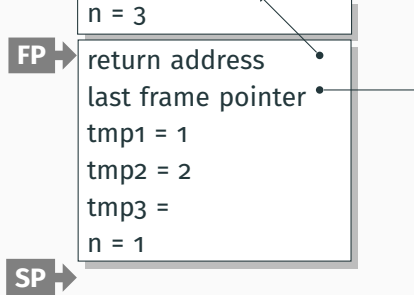 n = 3
FP
return address
last frame pointer
tmp1 = 1
tmp2 = 2
tmp3 =
n = 1
SP